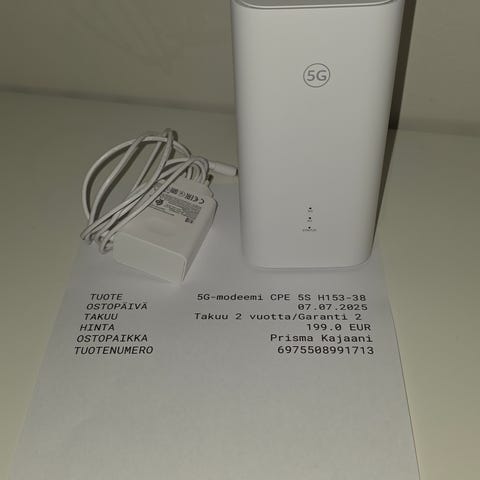 5G
STATUS
TUOTE 5G-modeemi CPE 5S H153-38
OSTOPÄIVÄ 07.07.2025
TAKUU Takuu 2 vuotta/Garanti 2
HINTA 199.0 EUR
OSTOPAIKKA Prisma Kajaani
TUOTENUMERO 6975508991713